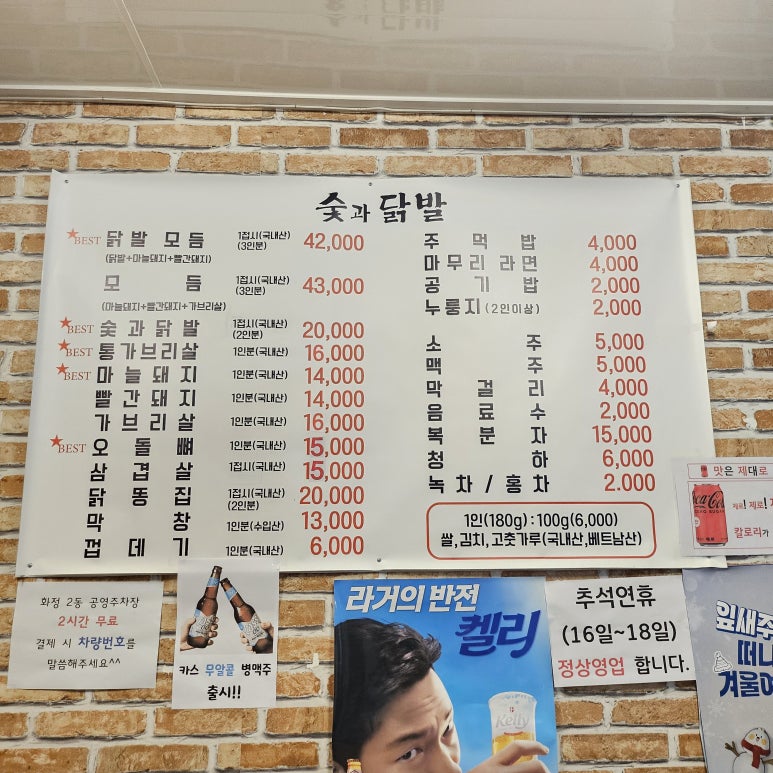 숯과 닭발
★BEST 닭발 모듬 1접시(국내산) (3인분) 42,000
(닭발+마늘돼지+빨간돼지)
모듬 1접시(국내산) (3인분) 43,000
(마늘돼지+빨간돼지+가브리살)
★BEST 숯과닭발 1접시(국내산) (2인분) 20,000
★BEST 통가브리살 1인분(국내산) 16,000
★BEST 마늘돼지 1인분(국내산) 14,000
빨간돼지 1인분(국내산) 14,000
가브리살 1인분(국내산) 16,000
★BEST 오돌뼈 1인분(국내산) 15,000
삼겹살 1접시(국내산) 15,000
닭똥집 1접시(국내산) (2인분) 20,000
막창 1인분(수입산) 13,000
껍데기 1인분(국내산) 6,000
주먹밥 4,000
마무리라면 4,000
공기밥 2,000
누룽지(2인이상) 2,000
소주 5,000
맥주 5,000
막걸리 4,000
음료수 2,000
복분자 15,000
청하 6,000
녹차/홍차 2.000
1인(180g) : 100g(6,000)
쌀,김치,고춧가루(국내산,베트남산)
맛은 제대로
제로! 제로!
Coca-Cola
ZERO SUGAR
칼로리가
화정 2동 공영주차장
2시간 무료
결제 시 차량번호를
말씀해주세요^^
카스 무알콜 병맥주
출시!!
라거의 반전
켈리
Kelly
추석연휴
(16일~18일)
정상영업 합니다.
잎새주
떠나
겨울여